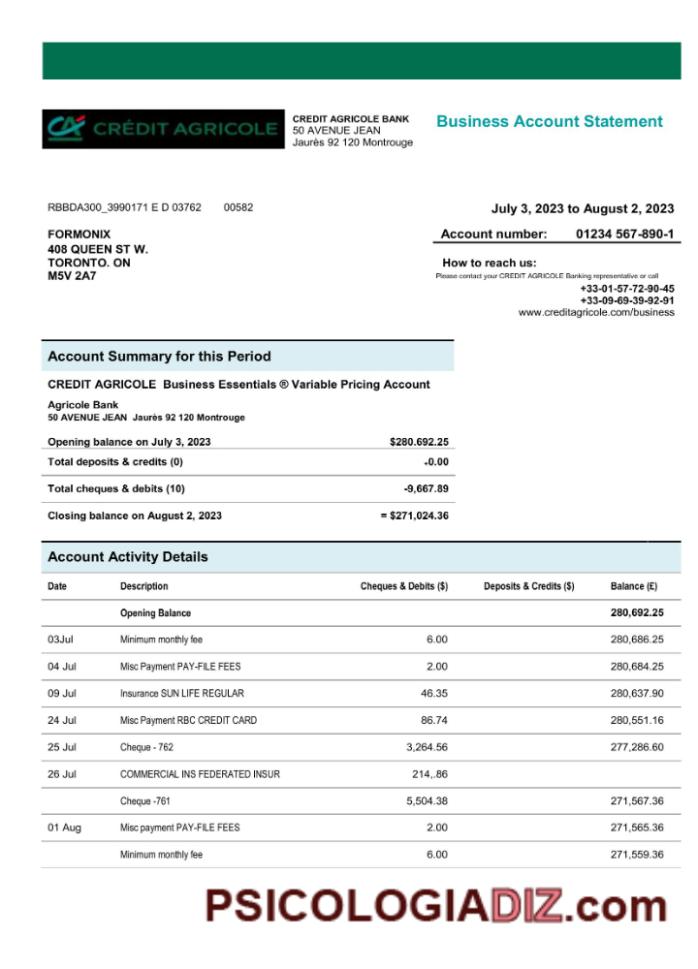 CRÉDIT AGRICOLE
CREDIT AGRICOLE BANK
50 AVENUE JEAN
Jaurès 92 120 Montrouge
Business Account Statement
RBBDA300_3990171 E D 03762 00582
July 3, 2023 to August 2, 2023
FORMONIX
408 QUEEN ST W.
TORONTO. ON
M5V 2A7
Account number: 01234 567-890-1
How to reach us:
Please contact your CREDIT AGRICOLE Banking representative or call
+33-01-57-72-90-45
+33-09-69-39-92-91
www.creditagricole.com/business
Account Summary for this Period
CREDIT AGRICOLE Business Essentials ® Variable Pricing Account
Agricole Bank
50 AVENUE JEAN Jaurès 92 120 Montrouge
Opening balance on July 3, 2023 $280.692.25
Total deposits & credits (0) -0.00
Total cheques & debits (10) -9,667.89
Closing balance on August 2, 2023 = $271,024.36
Account Activity Details
Date Description Cheques & Debits ($) Deposits & Credits ($) Balance (£)
Opening Balance 280,692.25
03Jul Minimum monthly fee 6.00 280,686.25
04 Jul Misc Payment PAY-FILE FEES 2.00 280,684.25
09 Jul Insurance SUN LIFE REGULAR 46.35 280,637.90
24 Jul Misc Payment RBC CREDIT CARD 86.74 280,551.16
25 Jul Cheque - 762 3,264.56 277,286.60
26 Jul COMMERCIAL INS FEDERATED INSUR 214,.86
Cheque -761 5,504.38 271,567.36
01 Aug Misc payment PAY-FILE FEES 2.00 271,565.36
Minimum monthly fee 6.00 271,559.36
PSICOLOGIADIZ.com